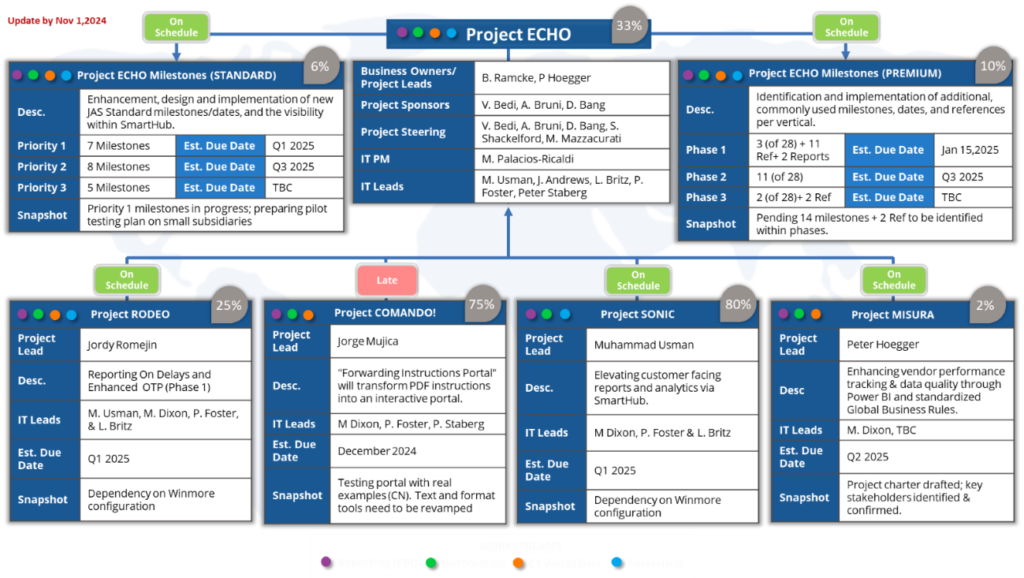 Update by Nov 1,2024
On
Schedule
Project ECHO
33%
On
Schedule
Project ECHO Milestones (STANDARD)
6%
Desc.
Enhancement, design and implementation of new
JAS Standard milestones/dates, and the visibility
within SmartHub.
Priority 1
7 Milestones
Est. Due Date
Q1 2025
Priority 2
8 Milestones
Est. Due Date
Q3 2025
Priority 3
5 Milestones
Est. Due Date
TBC
Snapshot
Priority 1 milestones in progress; preparing pilot
testing plan on small subsidiaries
Business Owners/
Project Leads
B. Ramcke, P Hoegger
Project Sponsors
V. Bedi, A. Bruni, D. Bang
Project Steering
V. Bedi, A. Bruni, D. Bang, S.
Shackelford, M. Mazzacurati
IT PM
M. Palacios-Ricaldi
IT Leads
M. Usman, J. Andrews, L. Britz, P.
Foster, Peter Staberg
Project ECHO Milestones (PREMIUM)
10%
Desc.
Identification and implementation of additional,
commonly used milestones, dates, and references
per vertical.
Phase 1
3 (of 28) + 11
Ref+ 2 Reports
Est. Due Date
Jan 15,2025
Phase 2
11 (of 28)
Est. Due Date
Q3 2025
Phase 3
2 (of 28)+ 2 Ref
Est. Due Date
TBC
Snapshot
Pending 14 milestones + 2 Ref to be identified
within phases.
On
Schedule
Project RODEO
25%
Project
Lead
Jordy Romejin
Desc.
Reporting On Delays and
Enhanced OTP (Phase 1)
IT Leads
M. Usman, M. Dixon, P. Foster,
& L. Britz
Est. Due
Date
Q1 2025
Snapshot
Dependency on Winmore
configuration
Late
Project COMANDO!
75%
Project
Lead
Jorge Mujica
Desc.
"Forwarding Instructions Portal"
will transform PDF instructions
into an interactive portal.
IT Leads
M Dixon, P. Foster, P. Staberg
Est. Due
Date
December 2024
Snapshot
Testing portal with real
examples (CN). Text and format
tools need to be revamped
On
Schedule
Project SONIC
80%
Project
Lead
Muhammad Usman
Desc.
Elevating customer facing
reports and analytics via
SmartHub.
IT Leads
M Dixon, P. Foster & L. Britz
Est. Due
Date
Q1 2025
Snapshot
Dependency on Winmore
configuration
On
Schedule
Project MISURA
2%
Project
Lead
Peter Hoegger
Desc
Enhancing vendor performance
tracking & data quality through
Power BI and standardized
Global Business Rules.
IT Leads
M. Dixon, TBC
Est. Due
Date
Q2 2025
Snapshot
Project charter drafted; key
stakeholders identified &
confirmed.